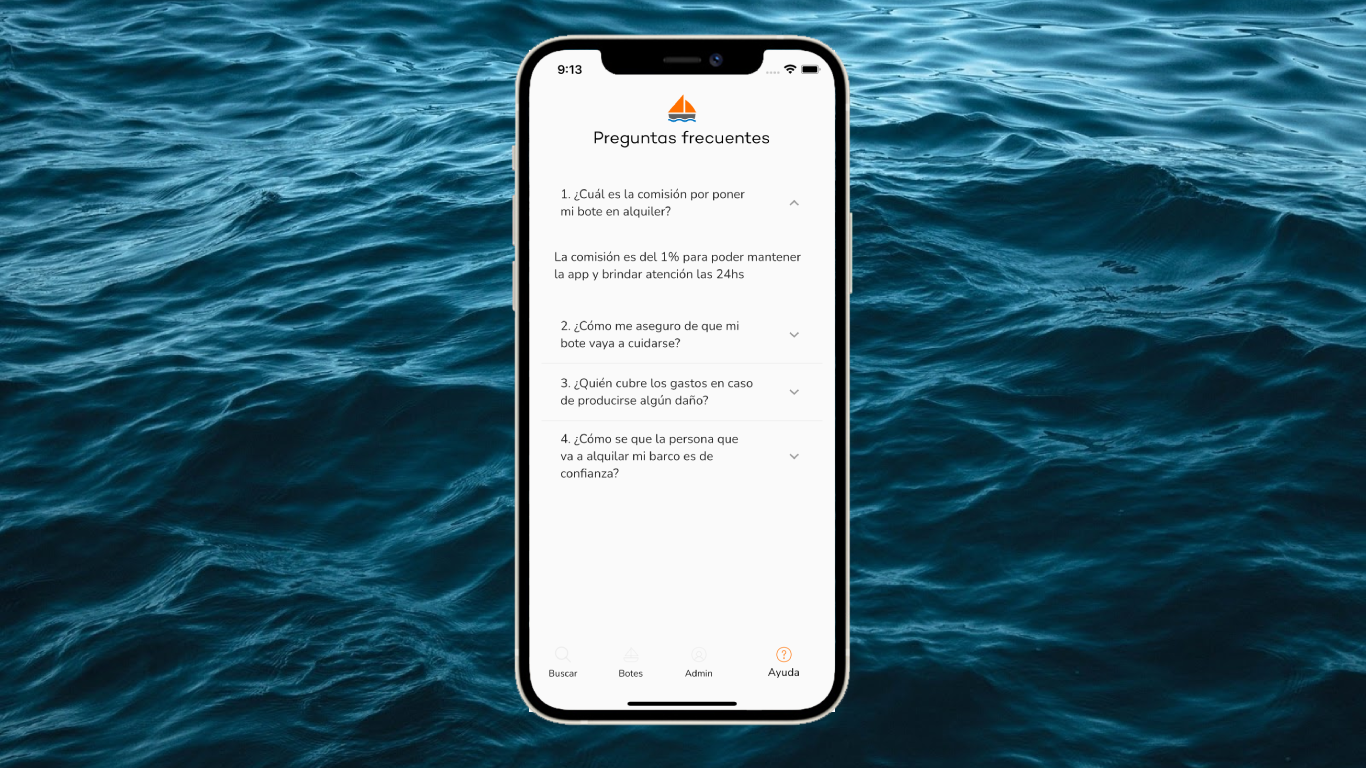 9:13
Preguntas frecuentes
1. ¿Cuál es la comisión por poner
mi bote en alquiler?
La comisión es del 1% para poder mantener
la app y brindar atención las 24hs
2. ¿Cómo me aseguro de que mi
bote vaya a cuidarse?
3. ¿Quién cubre los gastos en caso
de producirse algún daño?
4. ¿Cómo se que la persona que
va a alquilar mi barco es de
confianza?
Buscar Botes Admin Ayuda